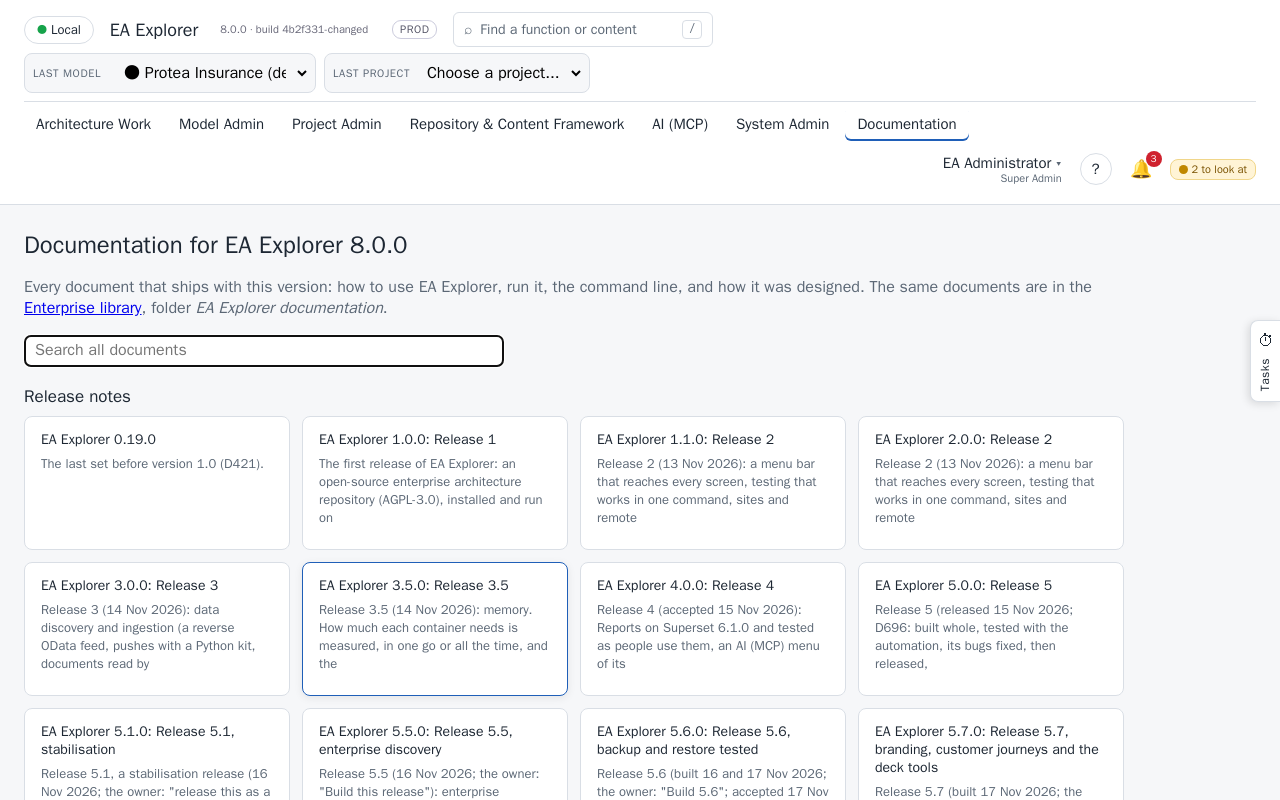 Local
EA Explorer
8.0.0 · build 4b2f331-changed
PROD
Find a function or content
/
LAST MODEL
Protea Insurance (de
LAST PROJECT
Choose a project...
Architecture Work
Model Admin
Project Admin
Repository & Content Framework
AI (MCP)
System Admin
Documentation
EA Administrator
Super Admin
?
3
2 to look at
Documentation for EA Explorer 8.0.0
Every document that ships with this version: how to use EA Explorer, run it, the command line, and how it was designed. The same documents are in the
Enterprise library, folder EA Explorer documentation.
Search all documents
Tasks
Release notes
EA Explorer 0.19.0
The last set before version 1.0 (D421).
EA Explorer 1.0.0: Release 1
The first release of EA Explorer: an
open-source enterprise architecture
repository (AGPL-3.0), installed and run
on
EA Explorer 1.1.0: Release 2
Release 2 (13 Nov 2026): a menu bar
that reaches every screen, testing that
works in one command, sites and
remote
EA Explorer 2.0.0: Release 2
Release 2 (13 Nov 2026): a menu bar
that reaches every screen, testing that
works in one command, sites and
remote
EA Explorer 3.0.0: Release 3
Release 3 (14 Nov 2026): data
discovery and ingestion (a reverse
OData feed, pushes with a Python kit,
documents read by
EA Explorer 3.5.0: Release 3.5
Release 3.5 (14 Nov 2026): memory.
How much each container needs is
measured, in one go or all the time, and
the
EA Explorer 4.0.0: Release 4
Release 4 (accepted 15 Nov 2026):
Reports on Superset 6.1.0 and tested
as people use them, an AI (MCP) menu
of its
EA Explorer 5.0.0: Release 5
Release 5 (released 15 Nov 2026;
D696: built whole, tested with the
automation, its bugs fixed, then
released,
EA Explorer 5.1.0: Release 5.1,
stabilisation
Release 5.1, a stabilisation release (16
Nov 2026; the owner: "release this as a
EA Explorer 5.5.0: Release 5.5,
enterprise discovery
Release 5.5 (16 Nov 2026; the owner:
"Build this release"): enterprise
EA Explorer 5.6.0: Release 5.6,
backup and restore tested
Release 5.6 (built 16 and 17 Nov 2026;
the owner: "Build 5.6"; accepted 17 Nov
EA Explorer 5.7.0: Release 5.7,
branding, customer journeys and the
deck tools
Release 5.7 (built 17 Nov 2026; the